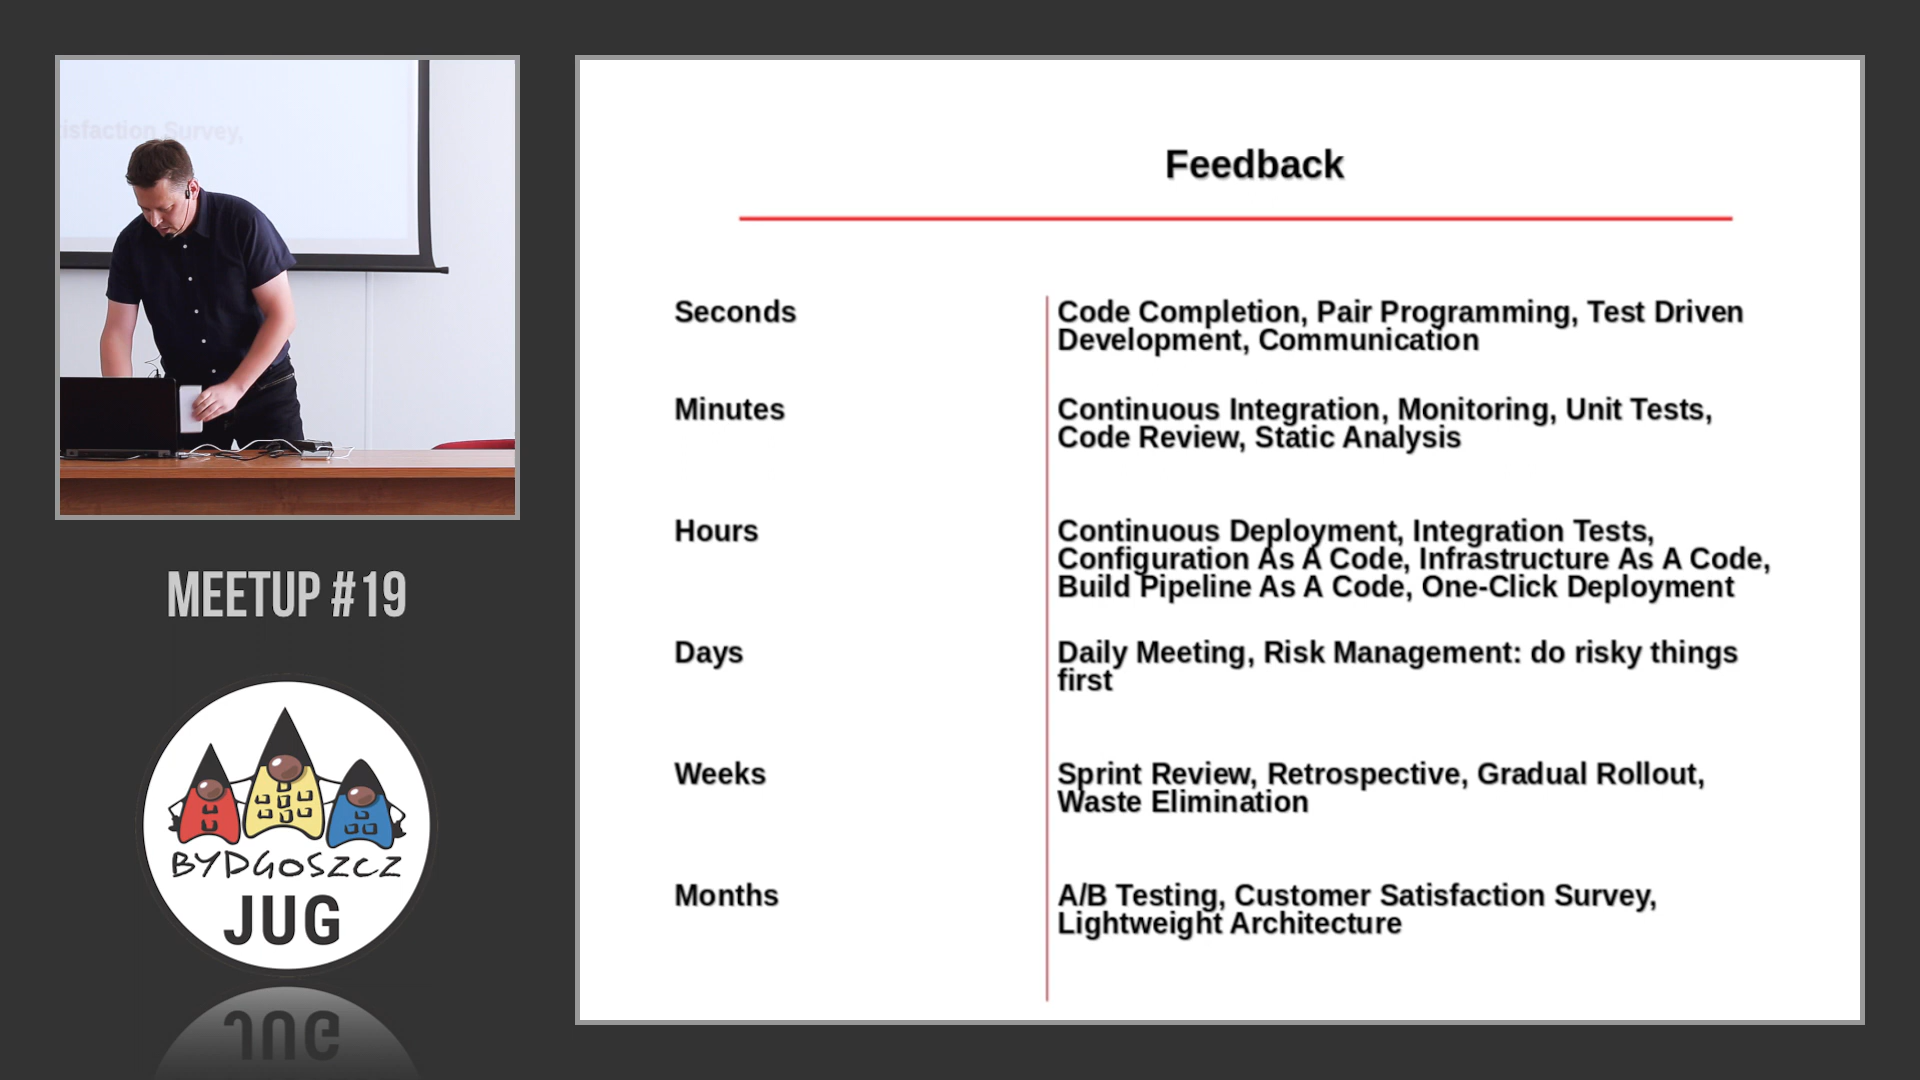 isfaction Survey,
MEETUP #19
BYDGOSZCZ
JUG
Feedback
Seconds
Code Completion, Pair Programming, Test Driven
Development, Communication
Minutes
Continuous Integration, Monitoring, Unit Tests,
Code Review, Static Analysis
Hours
Continuous Deployment, Integration Tests,
Configuration As A Code, Infrastructure As A Code,
Build Pipeline As A Code, One-Click Deployment
Days
Daily Meeting, Risk Management: do risky things
first
Weeks
Sprint Review, Retrospective, Gradual Rollout,
Waste Elimination
Months
A/B Testing, Customer Satisfaction Survey,
Lightweight Architecture